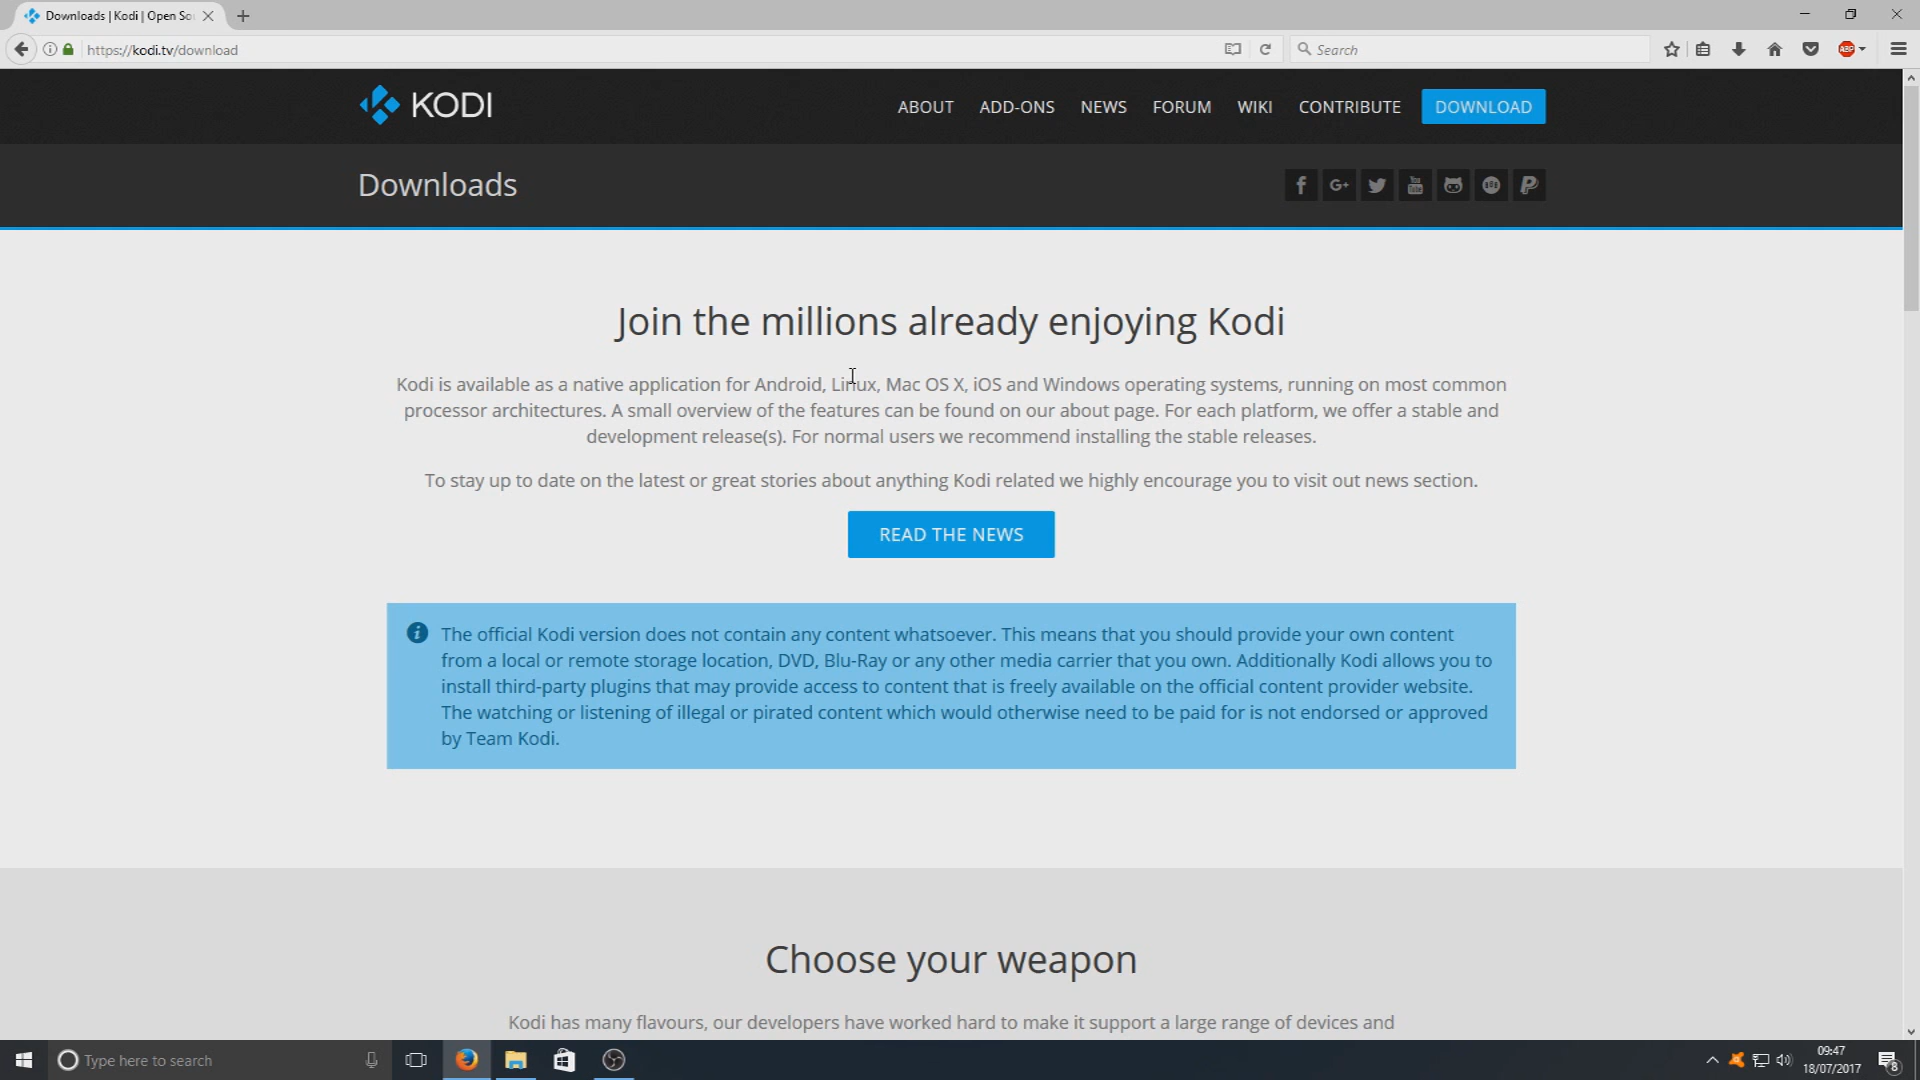 Downloads | Kodi | Open So
https://kodi.tv/download
Search
ABP
KODI
ABOUT
ADD-ONS
NEWS
FORUM
WIKI
CONTRIBUTE
DOWNLOAD
Downloads
Join the millions already enjoying Kodi
Kodi is available as a native application for Android, Linux, Mac OS X, iOS and Windows operating systems, running on most common
processor architectures. A small overview of the features can be found on our about page. For each platform, we offer a stable and
development release(s). For normal users we recommend installing the stable releases.
To stay up to date on the latest or great stories about anything Kodi related we highly encourage you to visit out news section.
READ THE NEWS
The official Kodi version does not contain any content whatsoever. This means that you should provide your own content
from a local or remote storage location, DVD, Blu-Ray or any other media carrier that you own. Additionally Kodi allows you to
install third-party plugins that may provide access to content that is freely available on the official content provider website.
The watching or listening of illegal or pirated content which would otherwise need to be paid for is not endorsed or approved
by Team Kodi.
Choose your weapon
Kodi has many flavours, our developers have worked hard to make it support a large range of devices and
Type here to search
09:47
18/07/2017
8